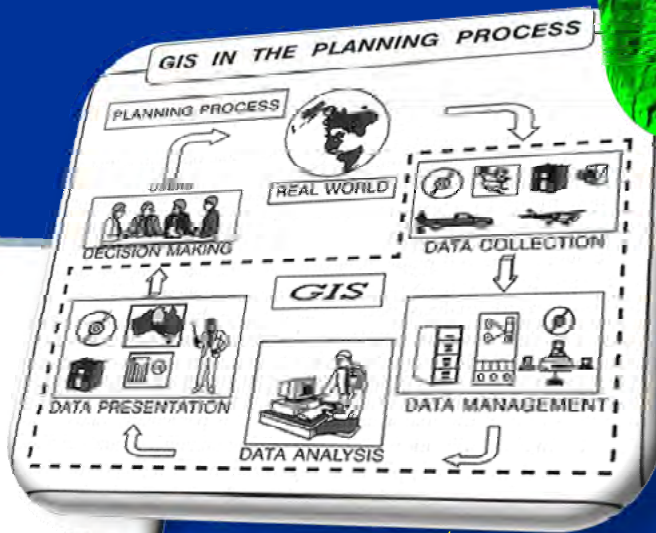 GIS IN THE PLANNING PROCESS
PLANNING PROCESS
USERS
REAL WORLD
DECISION MAKING
DATA COLLECTION
GIS
DATA PRESENTATION
DATA MANAGEMENT
DATA ANALYSIS